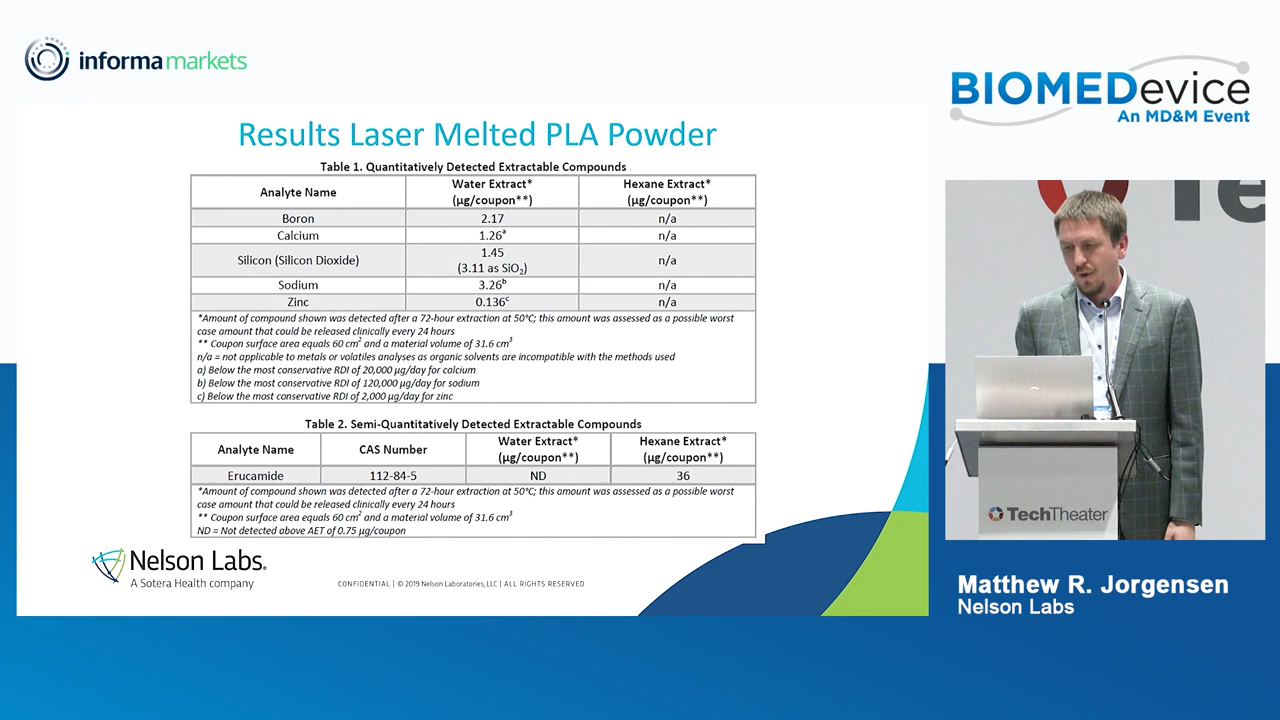 informa markets
BIOMEDevice
An MD&M Event
Results Laser Melted PLA Powder
Table 1. Quantitatively Detected Extractable Compounds
Analyte Name Water Extract* (µg/coupon**) Hexane Extract* (µg/coupon**)
Boron 2.17 n/a
Calcium 1.26ᵃ n/a
Silicon (Silicon Dioxide) 1.45 (3.11 as SiO₂) n/a
Sodium 3.26ᵇ n/a
Zinc 0.136ᶜ n/a
*Amount of compound shown was detected after a 72-hour extraction at 50°C; this amount was assessed as a possible worst
case amount that could be released clinically every 24 hours
** Coupon surface area equals 60 cm² and a material volume of 31.6 cm³
n/a = not applicable to metals or volatiles analyses as organic solvents are incompatible with the methods used
a) Below the most conservative RDI of 20,000 µg/day for calcium
b) Below the most conservative RDI of 120,000 µg/day for sodium
c) Below the most conservative RDI of 2,000 µg/day for zinc
Table 2. Semi-Quantitatively Detected Extractable Compounds
Analyte Name CAS Number Water Extract* (µg/coupon**) Hexane Extract* (µg/coupon**)
Erucamide 112-84-5 ND 36
*Amount of compound shown was detected after a 72-hour extraction at 50°C; this amount was assessed as a possible worst
case amount that could be released clinically every 24 hours
** Coupon surface area equals 60 cm² and a material volume of 31.6 cm³
ND = Not detected above AET of 0.75 µg/coupon
Nelson Labs®
A Sotera Health company
CONFIDENTIAL | © 2019 Nelson Laboratories, LLC | ALL RIGHTS RESERVED
Te
TechTheater
Matthew R. Jorgensen
Nelson Labs